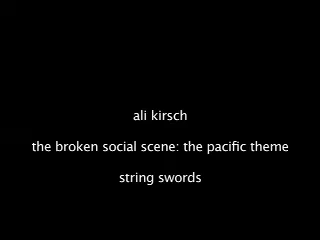 ali kirsch
the broken social scene: the pacific theme
string swords